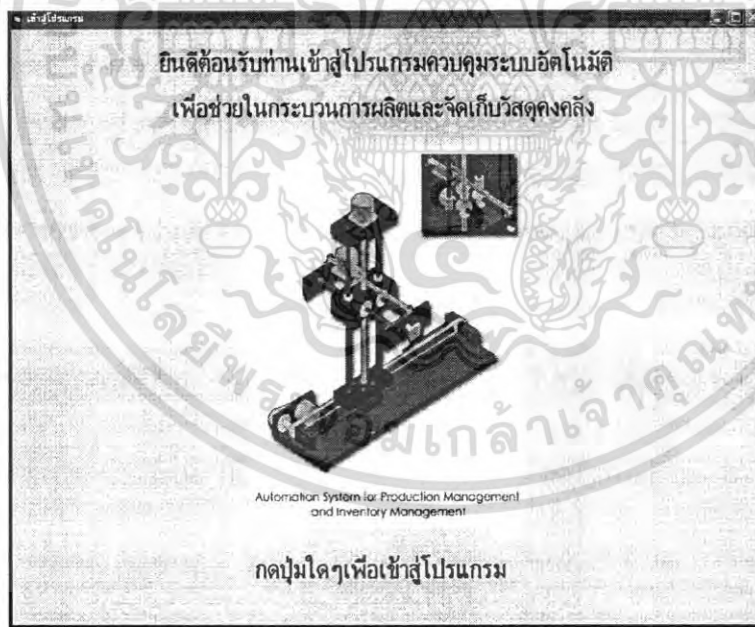 เข้าสู่โปรแกรม
ยินดีต้อนรับท่านเข้าสู่โปรแกรมควบคุมระบบอัตโนมัติ
เพื่อช่วยในกระบวนการผลิตและจัดเก็บวัสดุคงคลัง
Automation System for Production Management
and Inventory Management
กดปุ่มใดๆเพื่อเข้าสู่โปรแกรม